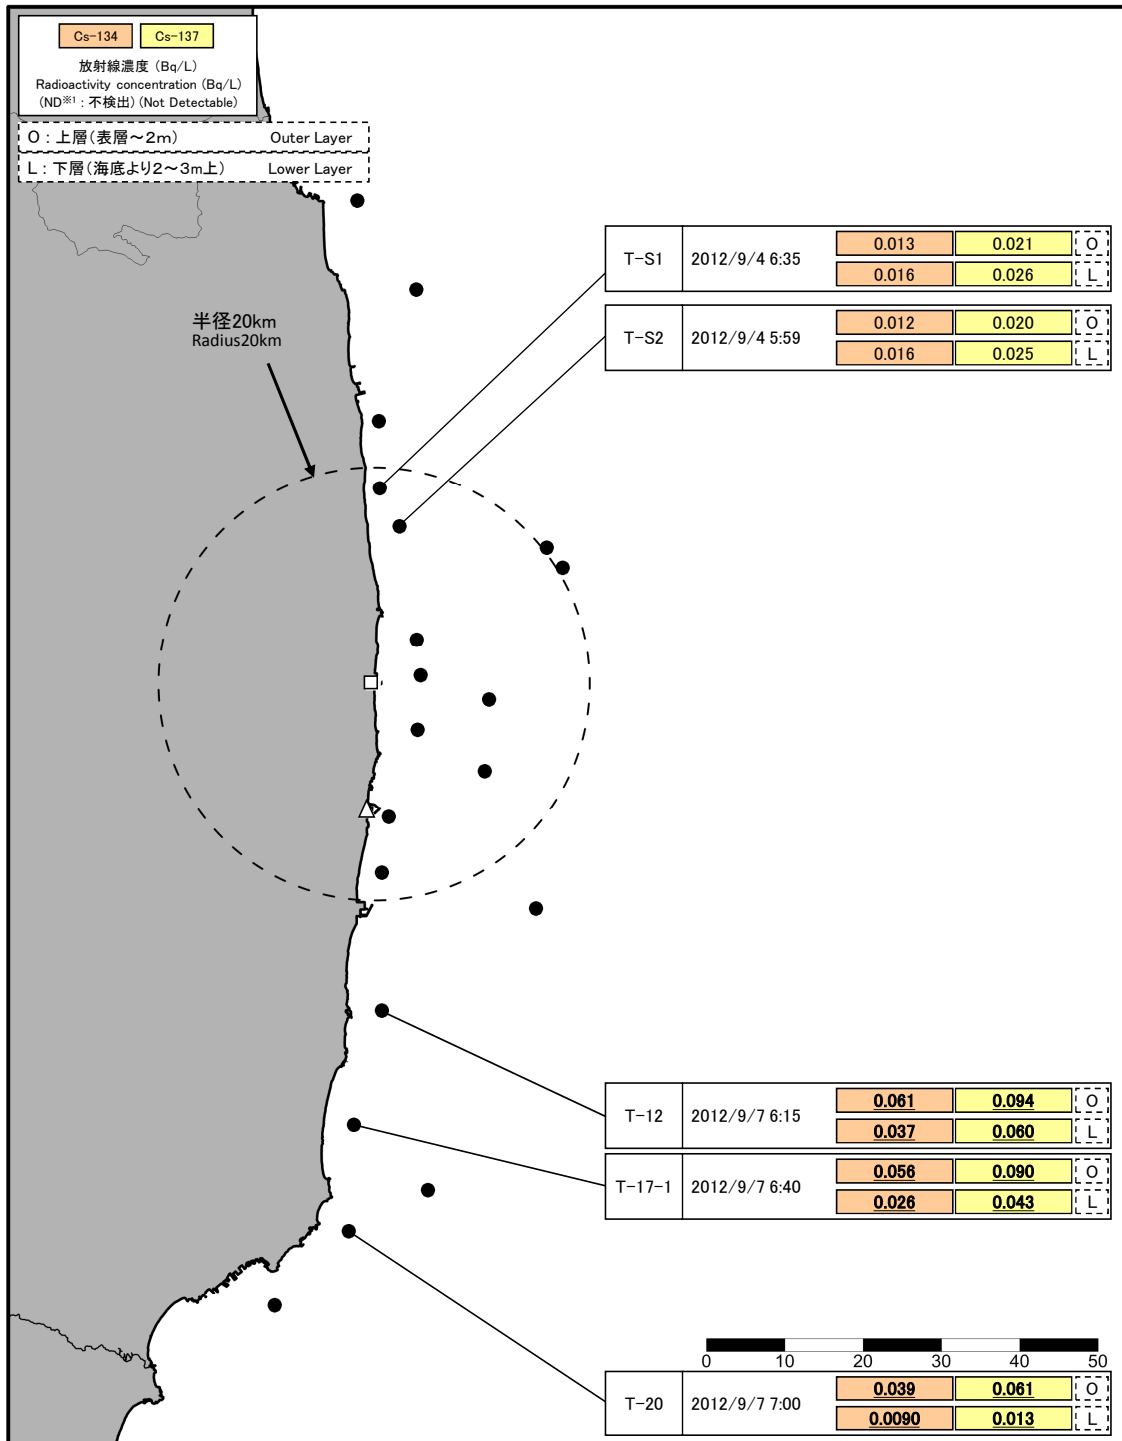 Cs-134 Cs-137
放射線濃度 (Bq/L)
Radioactivity concentration (Bq/L)
(ND※1 : 不検出) (Not Detectable)
O : 上層(表層～2m) Outer Layer
L : 下層(海底より2～3m上) Lower Layer
半径20km
Radius20km
T-S1 2012/9/4 6:35
0.013 0.021 O
0.016 0.026 L
T-S2 2012/9/4 5:59
0.012 0.020 O
0.016 0.025 L
T-12 2012/9/7 6:15
0.061 0.094 O
0.037 0.060 L
T-17-1 2012/9/7 6:40
0.056 0.090 O
0.026 0.043 L
0 10 20 30 40 50
T-20 2012/9/7 7:00
0.039 0.061 O
0.0090 0.013 L